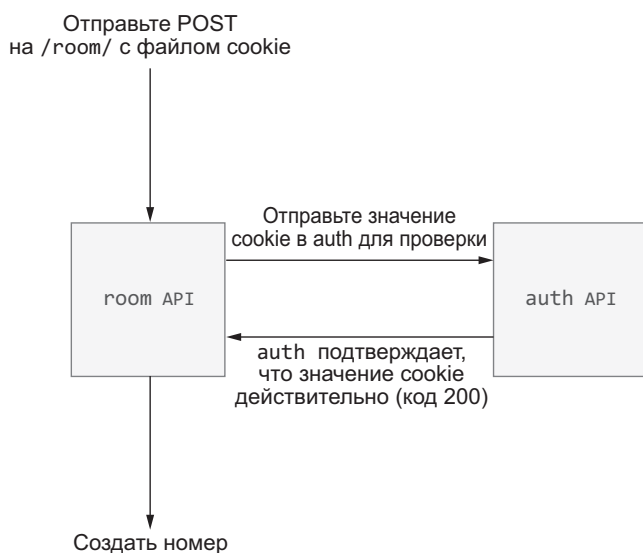 Отправьте POST
на /room/ с файлом cookie
Отправьте значение
cookie в auth для проверки
room API
auth API
auth подтверждает,
что значение cookie
действительно (код 200)
Создать номер